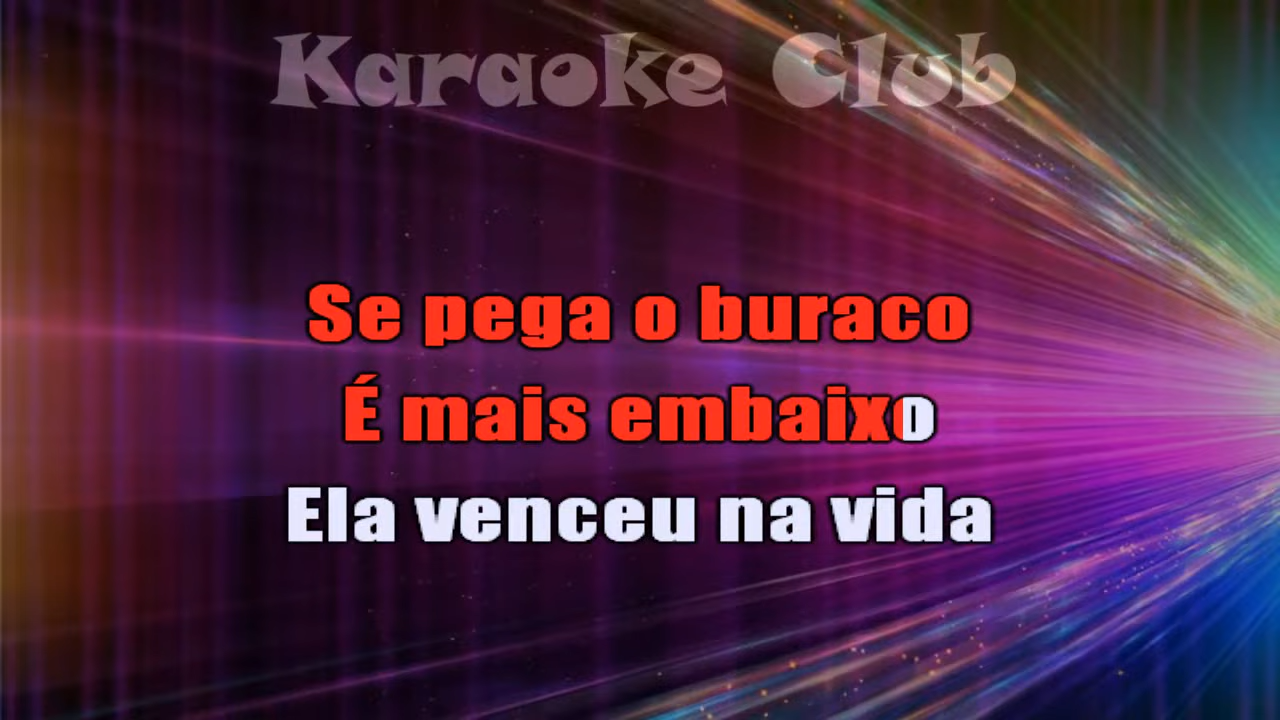 Karaoke Club
Se pega o buraco
É mais embaixo
Ela venceu na vida